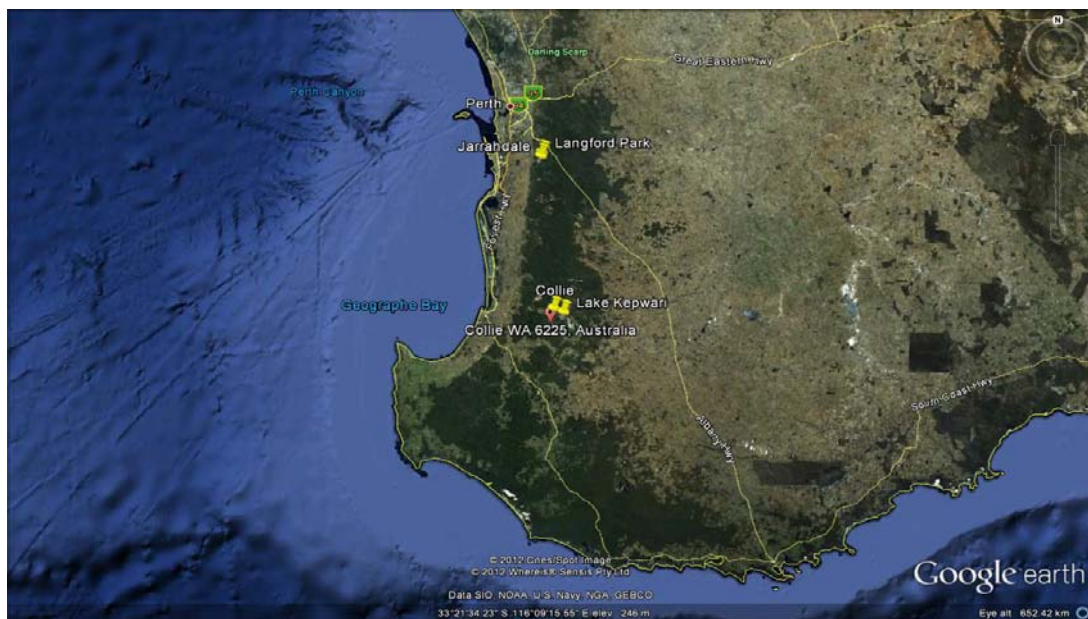 N
Darling Scarp
Great Eastern Hwy
Perth Canyon
Perth
Jarrahdale
Langford Park
Forrest Hwy
Collie
Geographe Bay
Lake Kepwari
Collie WA 6225, Australia
South Coast Hwy
Albany Hwy
© 2012 Cnes/Spot Image
© 2012 Whereis® Sensis Pty Ltd
Google earth
Data SIO, NOAA, U.S. Navy, NGA, GEBCO
33°21'34.23" S 116°09'15.55" E elev 246 m
Eye alt 652.42 km